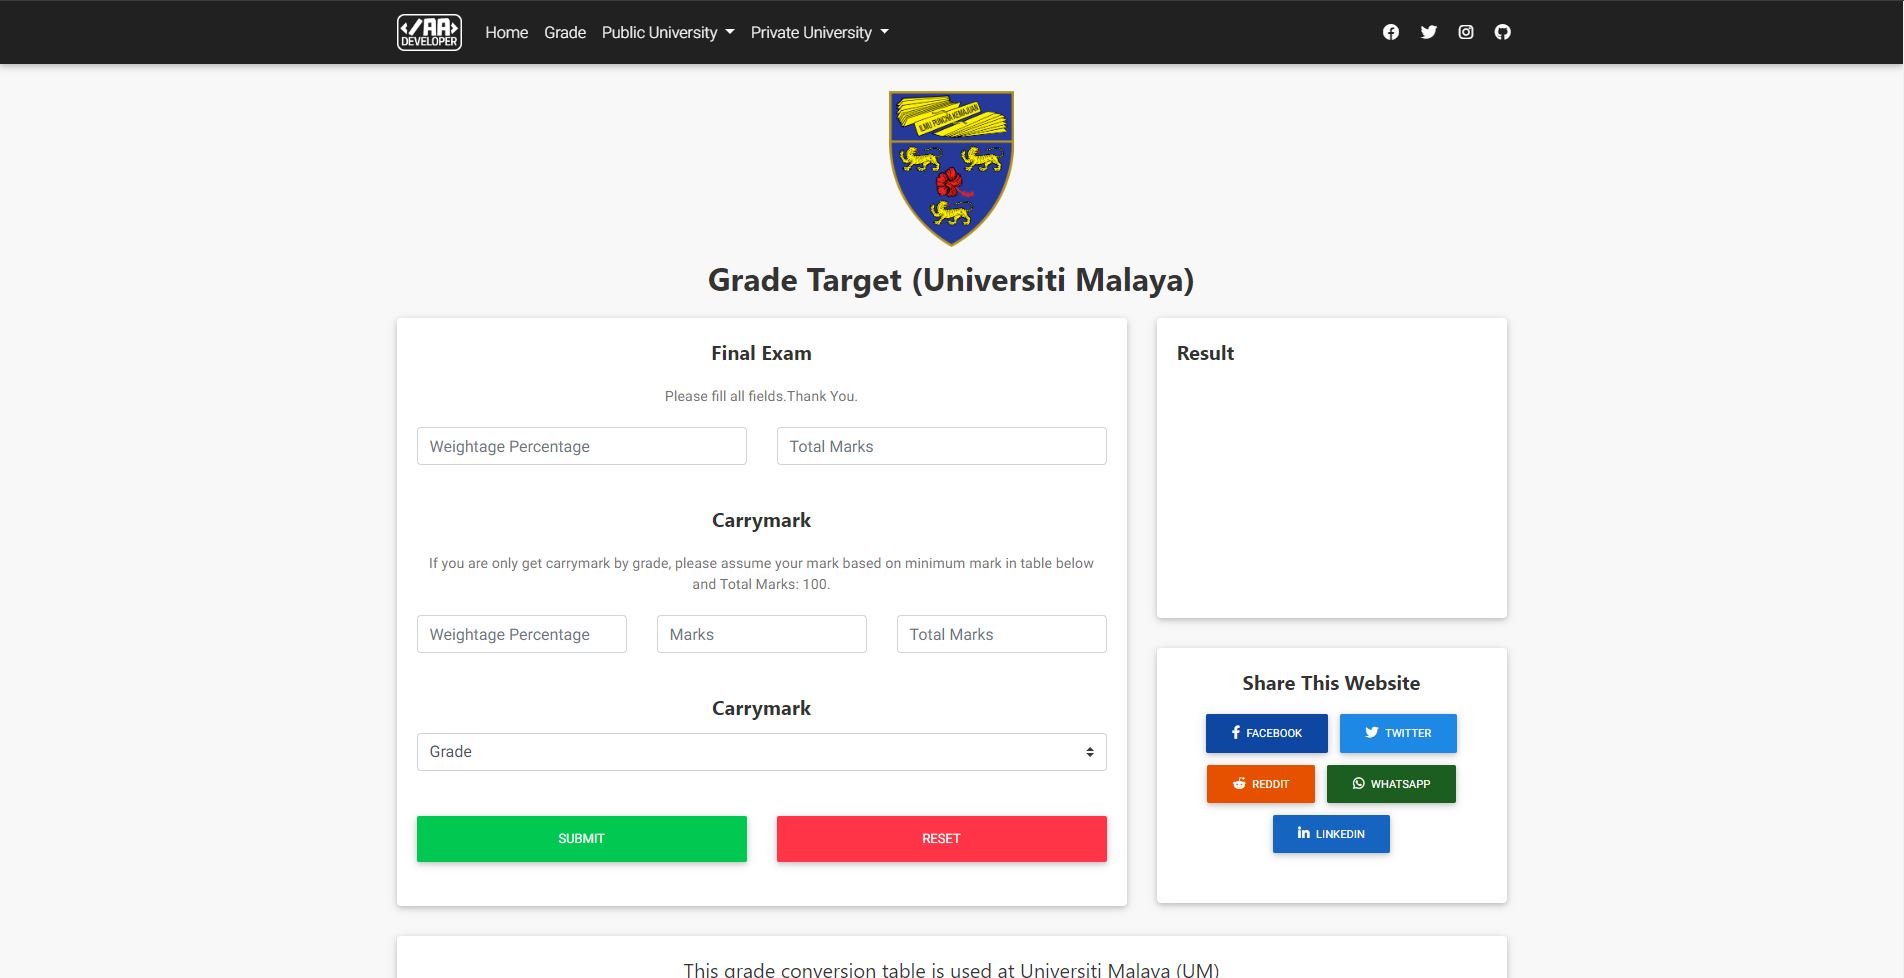 </AA>
DEVELOPER
Home Grade Public University Private University
ILMU PUNCHA KEMAJUAN
Grade Target (Universiti Malaya)
Final Exam
Please fill all fields.Thank You.
Weightage Percentage Total Marks
Carrymark
If you are only get carrymark by grade, please assume your mark based on minimum mark in table below
and Total Marks: 100.
Weightage Percentage Marks Total Marks
Carrymark
Grade
SUBMIT RESET
Result
Share This Website
FACEBOOK TWITTER
REDDIT WHATSAPP
LINKEDIN
This grade conversion table is used at Universiti Malaya (UM)